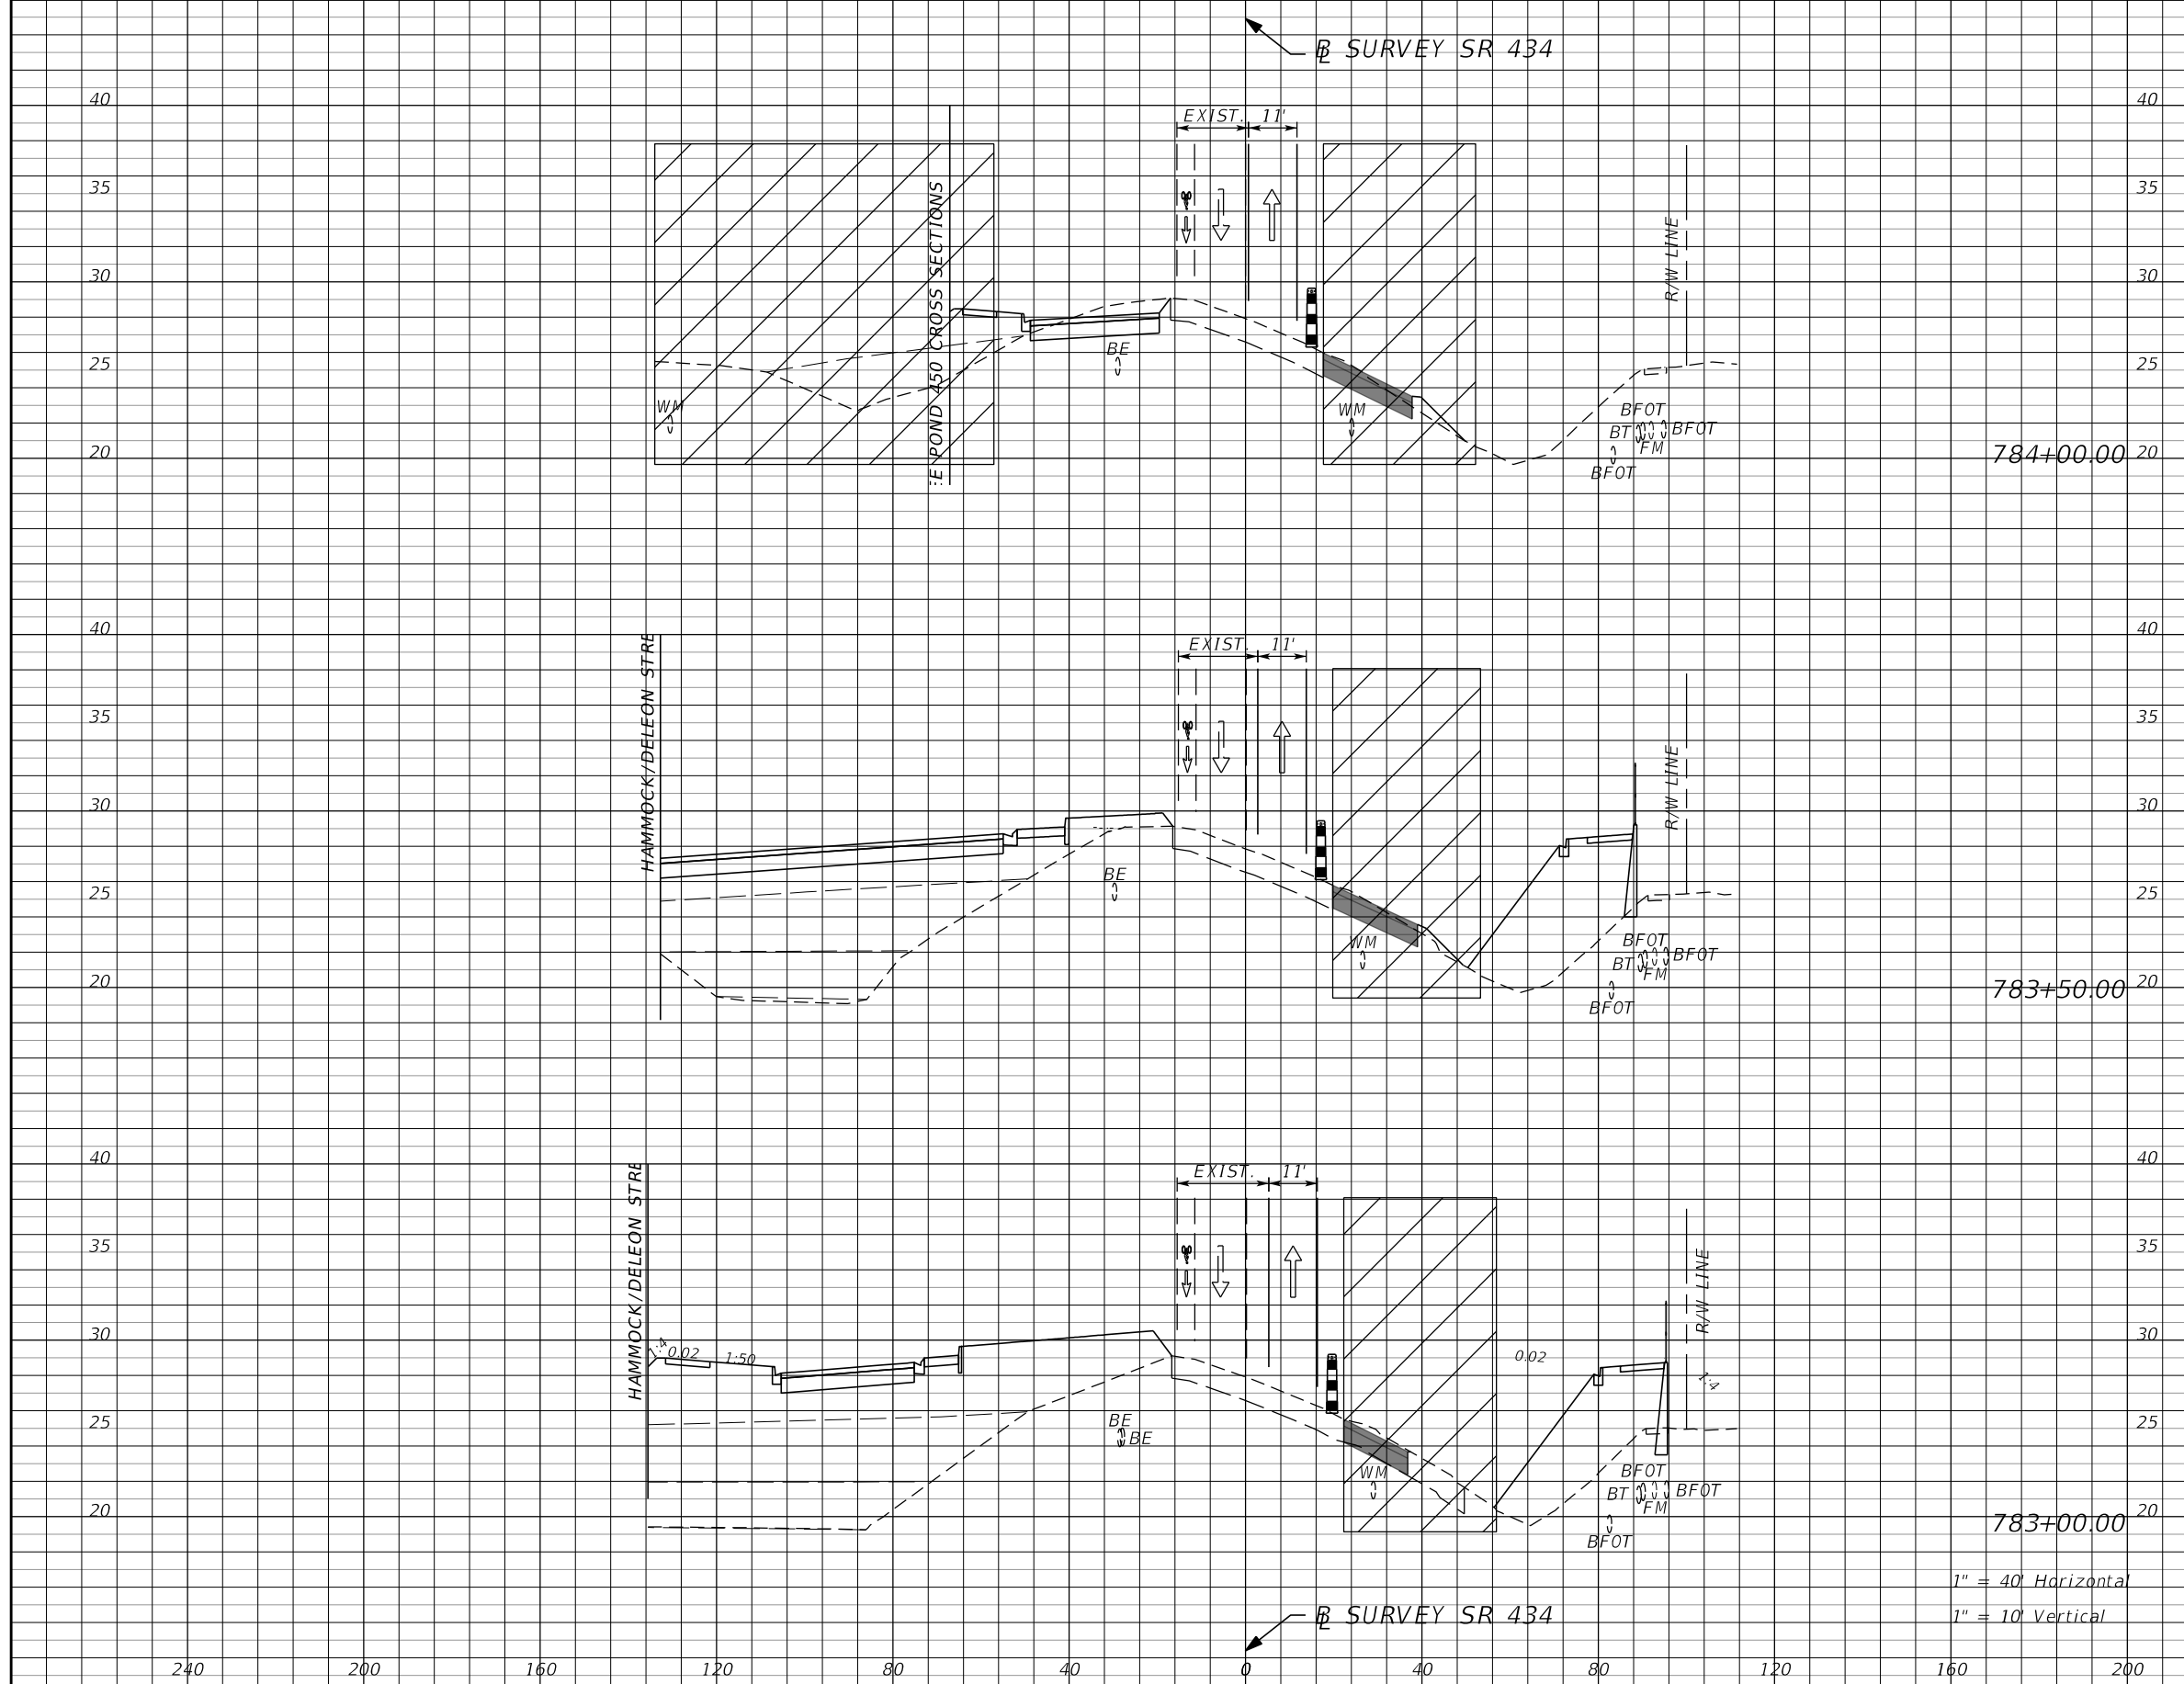 BL SURVEY SR 434
40 40
EXIST. 11'
35 35
POND 450 CROSS SECTIONS
R/W LINE
30 30
BE
25 25
WM WM
BFOT
BT BFOT
FM
20 784+00.00 20
BFOT
40 40
HAMMOCK/DELEON STRE
EXIST. 11'
35 35
R/W LINE
30 30
BE
25 25
WM
BFOT
BT BFOT
FM
20 783+50.00 20
BFOT
40 40
HAMMOCK/DELEON STRE
EXIST. 11'
35 35
R/W LINE
30 30
:4 0.02 1:50 0.02
1:4
25 25
BE
BE
WM
BFOT
BT BFOT
FM
20 783+00.00 20
BFOT
1" = 40' Horizontal
BL SURVEY SR 434
1" = 10' Vertical
240 200 160 120 80 40 0 40 80 120 160 200